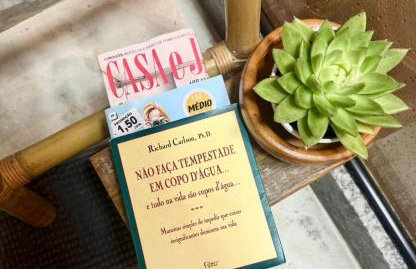 CASA e J
MÉDIO
1,50
Richard Carlson, Ph.D.
NÃO FAÇA TEMPESTADE
EM COPO D'ÁGUA...
e tudo na vida são copos d'água...
Maneiras simples de impedir que coisas
insignificantes dominem sua vida